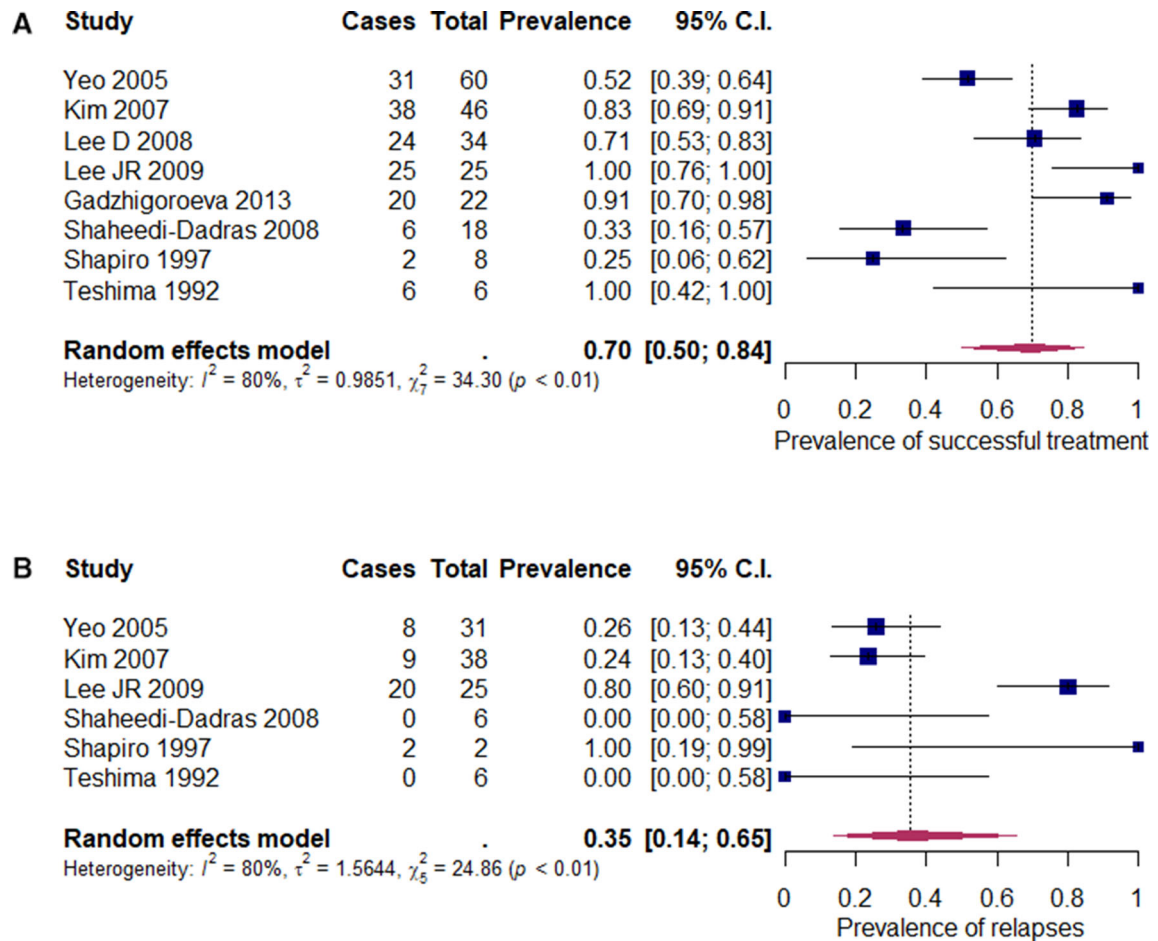 A Study Cases Total Prevalence 95% C.I.
Yeo 2005 31 60 0.52 [0.39; 0.64]
Kim 2007 38 46 0.83 [0.69; 0.91]
Lee D 2008 24 34 0.71 [0.53; 0.83]
Lee JR 2009 25 25 1.00 [0.76; 1.00]
Gadzhigoroeva 2013 20 22 0.91 [0.70; 0.98]
Shaheedi-Dadras 2008 6 18 0.33 [0.16; 0.57]
Shapiro 1997 2 8 0.25 [0.06; 0.62]
Teshima 1992 6 6 1.00 [0.42; 1.00]
Random effects model . 0.70 [0.50; 0.84]
Heterogeneity: I² = 80%, τ² = 0.9851, χ²₇ = 34.30 (p < 0.01)
0 0.2 0.4 0.6 0.8 1
Prevalence of successful treatment
B Study Cases Total Prevalence 95% C.I.
Yeo 2005 8 31 0.26 [0.13; 0.44]
Kim 2007 9 38 0.24 [0.13; 0.40]
Lee JR 2009 20 25 0.80 [0.60; 0.91]
Shaheedi-Dadras 2008 0 6 0.00 [0.00; 0.58]
Shapiro 1997 2 2 1.00 [0.19; 0.99]
Teshima 1992 0 6 0.00 [0.00; 0.58]
Random effects model . 0.35 [0.14; 0.65]
Heterogeneity: I² = 80%, τ² = 1.5644, χ²₅ = 24.86 (p < 0.01)
0 0.2 0.4 0.6 0.8 1
Prevalence of relapses